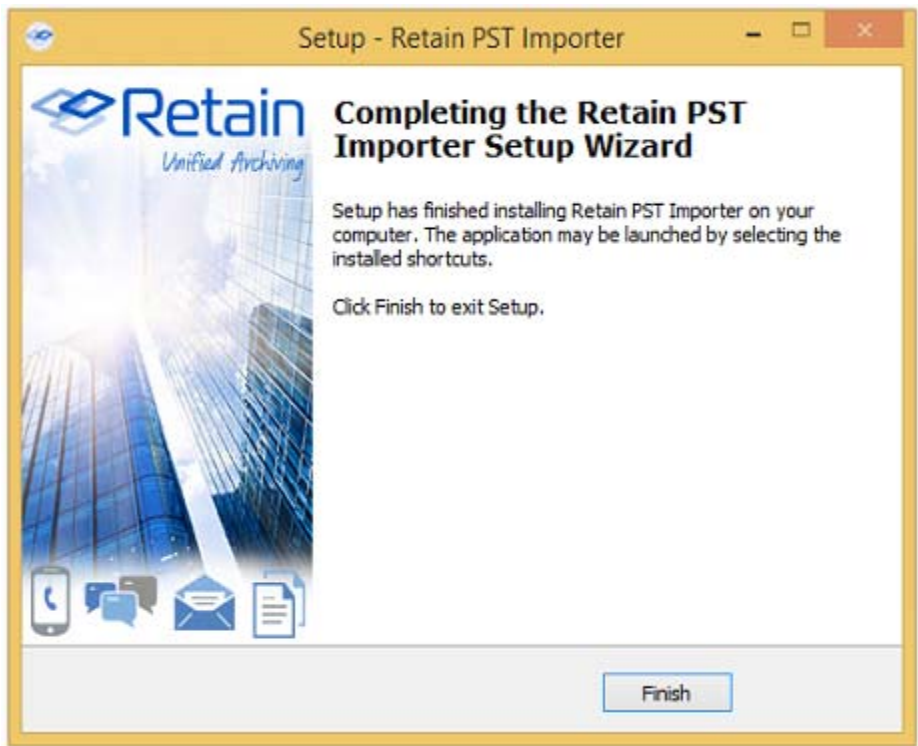 Setup - Retain PST Importer
Retain
Unified Archiving
Completing the Retain PST
Importer Setup Wizard
Setup has finished installing Retain PST Importer on your
computer. The application may be launched by selecting the
installed shortcuts.
Click Finish to exit Setup.
Finish